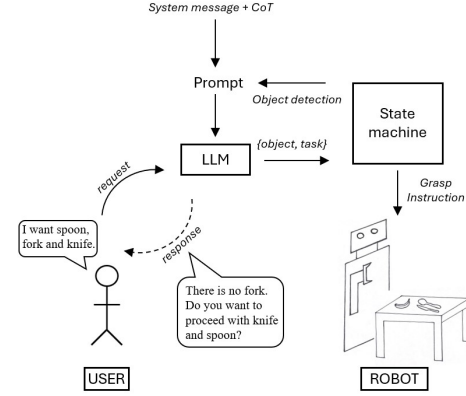 System message + CoT
Prompt
Object detection
State
machine
LLM
{object, task}
request
Grasp
Instruction
I want spoon,
fork and knife.
response
There is no fork.
Do you want to
proceed with knife
and spoon?
USER
ROBOT